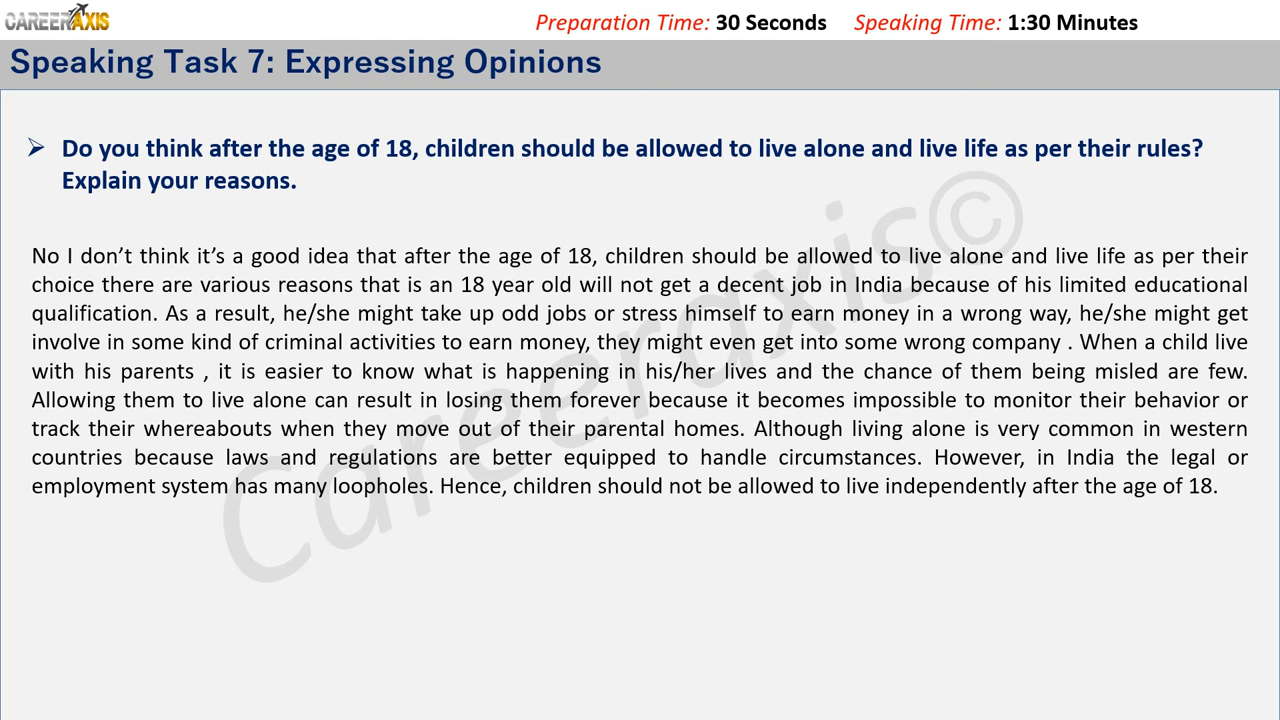 CAREERAXIS
Preparation Time: 30 Seconds Speaking Time: 1:30 Minutes
Speaking Task 7: Expressing Opinions
Do you think after the age of 18, children should be allowed to live alone and live life as per their rules?
Explain your reasons.
No I don’t think it’s a good idea that after the age of 18, children should be allowed to live alone and live life as per their
choice there are various reasons that is an 18 year old will not get a decent job in India because of his limited educational
qualification. As a result, he/she might take up odd jobs or stress himself to earn money in a wrong way, he/she might get
involve in some kind of criminal activities to earn money, they might even get into some wrong company . When a child live
with his parents , it is easier to know what is happening in his/her lives and the chance of them being misled are few.
Allowing them to live alone can result in losing them forever because it becomes impossible to monitor their behavior or
track their whereabouts when they move out of their parental homes. Although living alone is very common in western
countries because laws and regulations are better equipped to handle circumstances. However, in India the legal or
employment system has many loopholes. Hence, children should not be allowed to live independently after the age of 18.
Careeraxis©